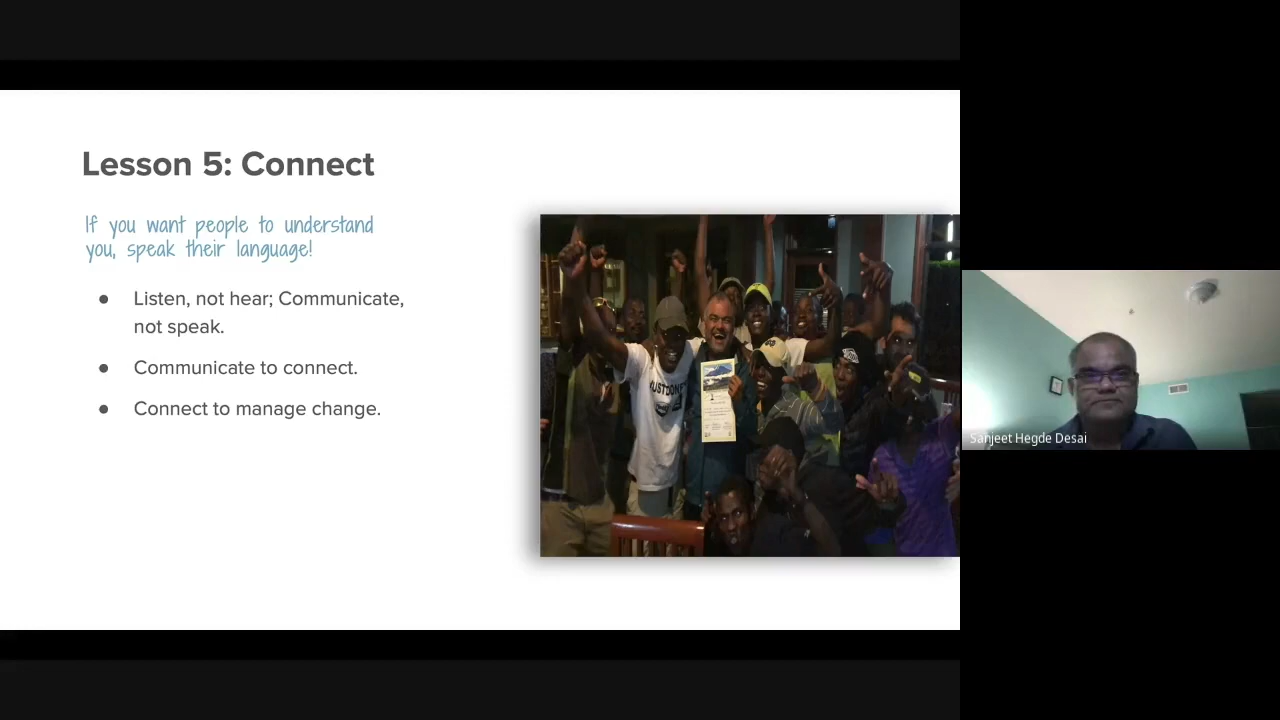 Lesson 5: Connect
If you want people to understand
you, speak their language!
● Listen, not hear; Communicate,
not speak.
● Communicate to connect.
● Connect to manage change.
Sanjeet Hegde Desai